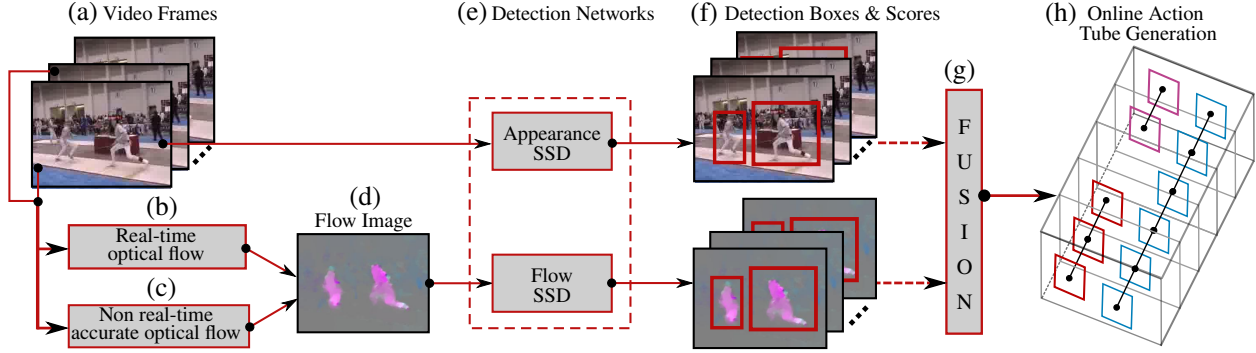 (a) Video Frames
(e) Detection Networks
(f) Detection Boxes & Scores
(h) Online Action
Tube Generation
(g)
Appearance
SSD
(b)
Real-time
optical flow
(c)
Non real-time
accurate optical flow
(d)
Flow Image
Flow
SSD
F
U
S
I
O
N